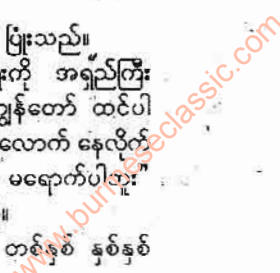 ပြုံးသည်။
းကို အရှည်ကြီး
ျွန်တော် ထင်ပါ
လောက် နေလိုက်
မရောက်ပါဘူး”
။
တစ်နှစ် နှစ်နှစ်
www.burmeseclassic.com